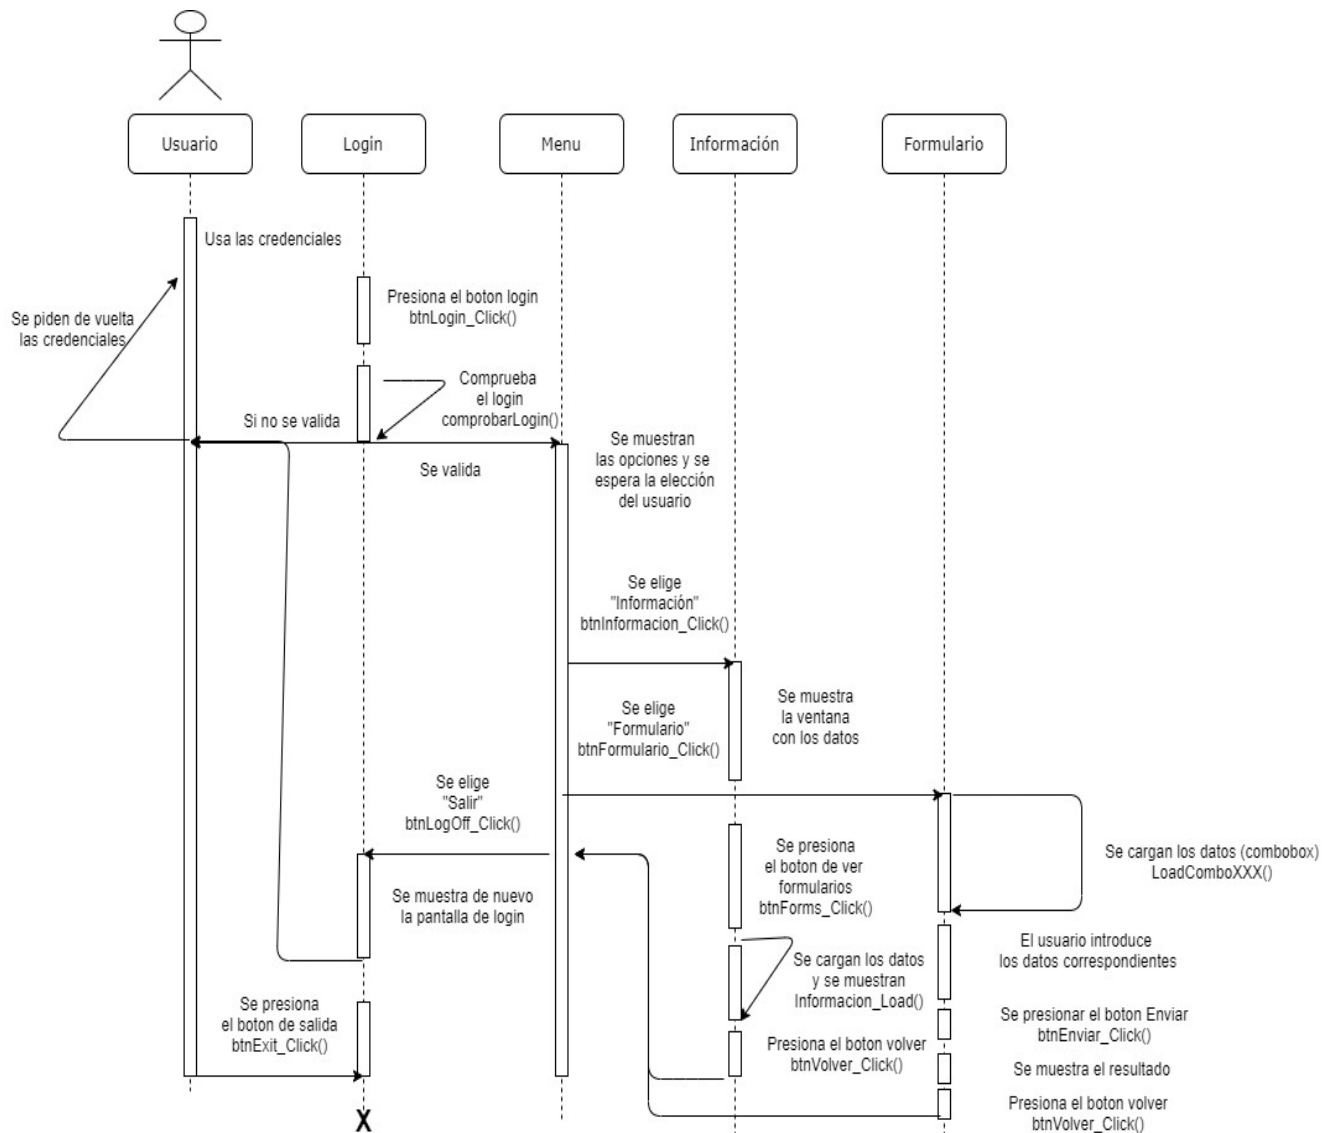 Usuario
Login
Menu
Información
Formulario
Usa las credenciales
Presiona el boton login
btnLogin_Click()
Se piden de vuelta
las credenciales
Comprueba
el login
comprobarLogin()
Si no se valida
Se valida
Se muestran
las opciones y se
espera la elección
del usuario
Se elige
"Información"
btnInformacion_Click()
Se muestra
la ventana
con los datos
Se elige
"Formulario"
btnFormulario_Click()
Se elige
"Salir"
btnLogOff_Click()
Se presiona
el boton de ver
formularios
btnForms_Click()
Se cargan los datos (combobox)
LoadComboXXX()
Se muestra de nuevo
la pantalla de login
El usuario introduce
los datos correspondientes
Se cargan los datos
y se muestran
Informacion_Load()
Se presiona
el boton de salida
btnExit_Click()
Se presionar el boton Enviar
btnEnviar_Click()
Presiona el boton volver
btnVolver_Click()
Se muestra el resultado
Presiona el boton volver
btnVolver_Click()
X